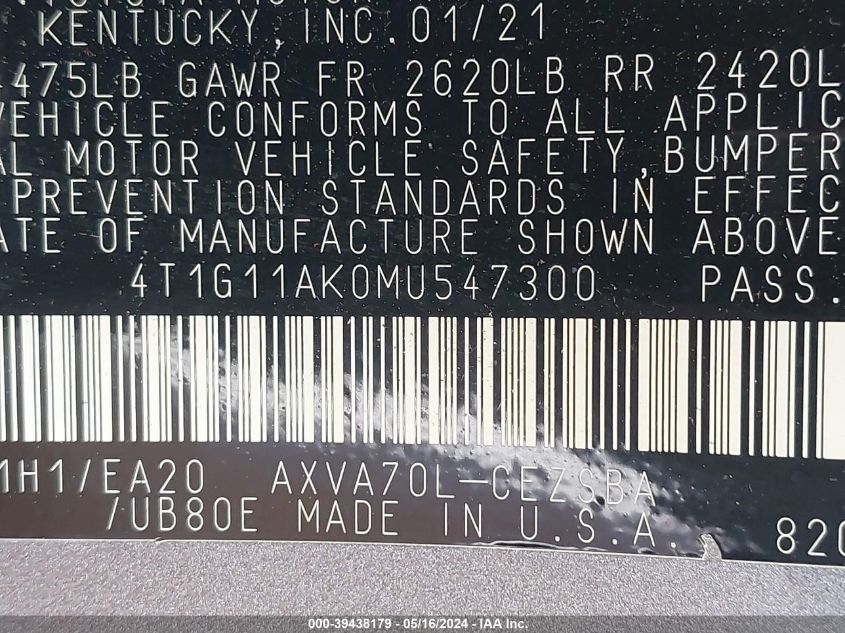 KENTUCKY, INC. 01/21
475LB GAWR FR 2620LB RR 2420L
VEHICLE CONFORMS TO ALL APPLIC
AL MOTOR VEHICLE SAFETY, BUMPER
PREVENTION STANDARDS IN EFFEC
ATE OF MANUFACTURE SHOWN ABOVE
4T1G11AK0MU547300 PASS.
1H1/EA20 AXVA70L-CEZSBA
/UB80E MADE IN U.S.A. 820
000-39438179 - 05/16/2024 - IAA Inc.